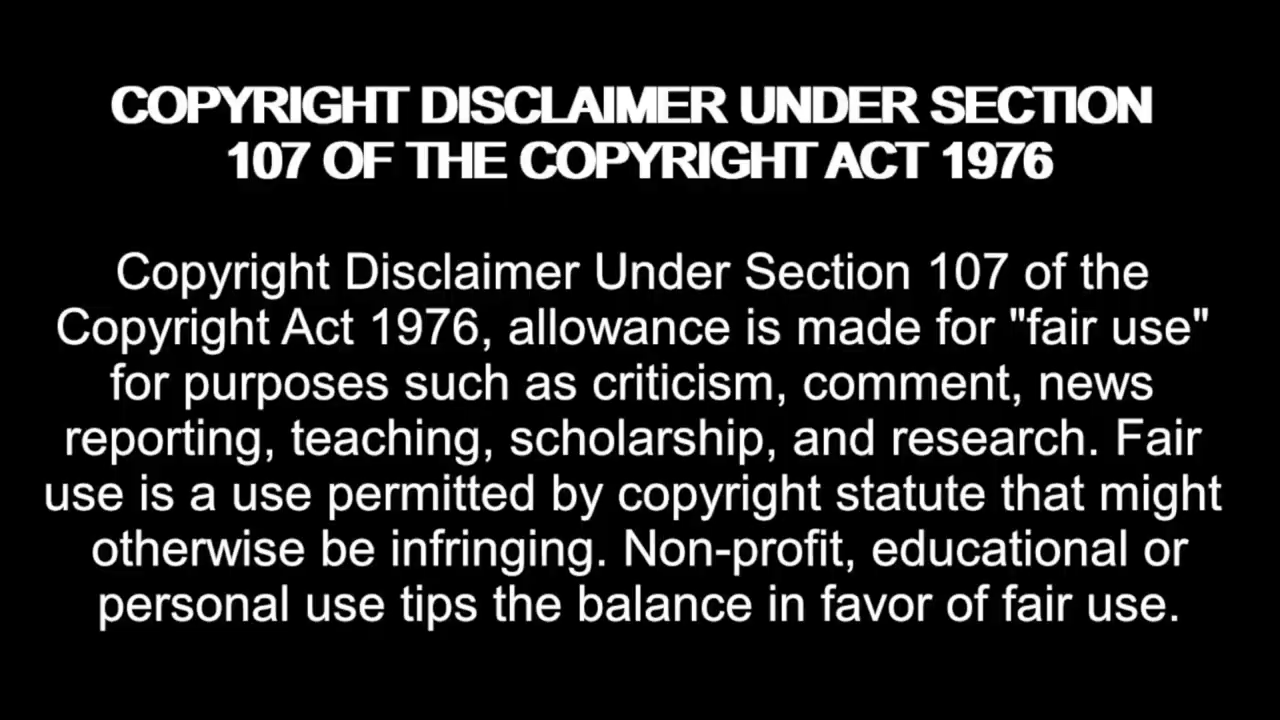 COPYRIGHT DISCLAIMER UNDER SECTION
107 OF THE COPYRIGHT ACT 1976
Copyright Disclaimer Under Section 107 of the
Copyright Act 1976, allowance is made for "fair use"
for purposes such as criticism, comment, news
reporting, teaching, scholarship, and research. Fair
use is a use permitted by copyright statute that might
otherwise be infringing. Non-profit, educational or
personal use tips the balance in favor of fair use.